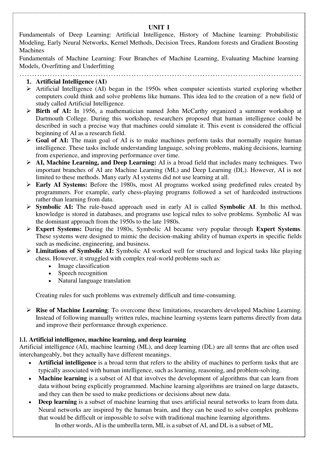 UNIT I
Fundamentals of Deep Learning: Artificial Intelligence, History of Machine learning: Probabilistic
Modeling, Early Neural Networks, Kernel Methods, Decision Trees, Random forests and Gradient Boosting
Machines
Fundamentals of Machine Learning: Four Branches of Machine Learning, Evaluating Machine learning
Models, Overfitting and Underfitting
1. Artificial Intelligence (AI)
➢ Artificial Intelligence (AI) began in the 1950s when computer scientists started exploring whether
computers could think and solve problems like humans. This idea led to the creation of a new field of
study called Artificial Intelligence.
➢ Birth of AI: In 1956, a mathematician named John McCarthy organized a summer workshop at
Dartmouth College. During this workshop, researchers proposed that human intelligence could be
described in such a precise way that machines could simulate it. This event is considered the official
beginning of AI as a research field.
➢ Goal of AI: The main goal of AI is to make machines perform tasks that normally require human
intelligence. These tasks include understanding language, solving problems, making decisions, learning
from experience, and improving performance over time.
➢ AI, Machine Learning, and Deep Learning: AI is a broad field that includes many techniques. Two
important branches of AI are Machine Learning (ML) and Deep Learning (DL). However, AI is not
limited to these methods. Many early AI systems did not use learning at all.
➢ Early AI Systems: Before the 1980s, most AI programs worked using predefined rules created by
programmers. For example, early chess-playing programs followed a set of hardcoded instructions
rather than learning from data.
➢ Symbolic AI: The rule-based approach used in early AI is called Symbolic AI. In this method,
knowledge is stored in databases, and programs use logical rules to solve problems. Symbolic AI was
the dominant approach from the 1950s to the late 1980s.
➢ Expert Systems: During the 1980s, Symbolic AI became very popular through Expert Systems.
These systems were designed to mimic the decision-making ability of human experts in specific fields
such as medicine, engineering, and business.
➢ Limitations of Symbolic AI: Symbolic AI worked well for structured and logical tasks like playing
chess. However, it struggled with complex real-world problems such as:
• Image classification
• Speech recognition
• Natural language translation
Creating rules for such problems was extremely difficult and time-consuming.
➢ Rise of Machine Learning: To overcome these limitations, researchers developed Machine Learning.
Instead of following manually written rules, machine learning systems learn patterns directly from data
and improve their performance through experience.
1.1. Artificial intelligence, machine learning, and deep learning
Artificial intelligence (AI), machine learning (ML), and deep learning (DL) are all terms that are often used
interchangeably, but they actually have different meanings.
• Artificial intelligence is a broad term that refers to the ability of machines to perform tasks that are
typically associated with human intelligence, such as learning, reasoning, and problem-solving.
• Machine learning is a subset of AI that involves the development of algorithms that can learn from
data without being explicitly programmed. Machine learning algorithms are trained on large datasets,
and they can then be used to make predictions or decisions about new data.
• Deep learning is a subset of machine learning that uses artificial neural networks to learn from data.
Neural networks are inspired by the human brain, and they can be used to solve complex problems
that would be difficult or impossible to solve with traditional machine learning algorithms.
In other words, AI is the umbrella term, ML is a subset of AI, and DL is a subset of ML.